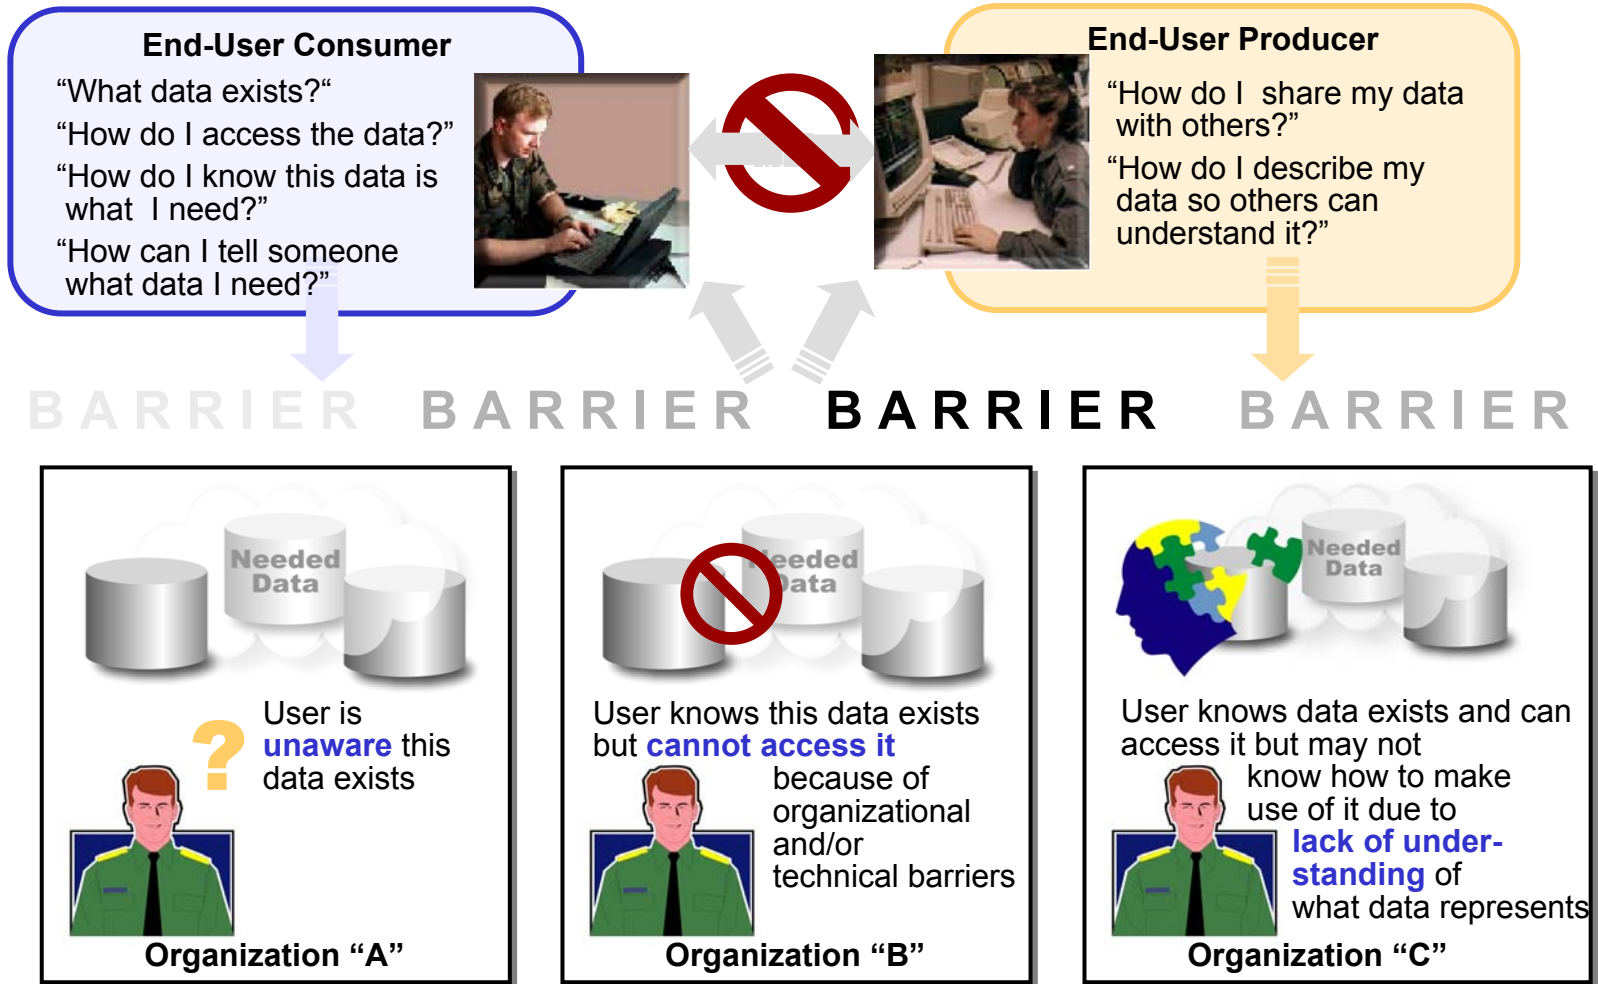 End-User Consumer
“What data exists?“
“How do I access the data?”
“How do I know this data is
what I need?”
“How can I tell someone
what data I need?”
End-User Producer
“How do I share my data
with others?”
“How do I describe my
data so others can
understand it?”
BARRIER BARRIER BARRIER BARRIER
Needed
Data
User is
unaware this
data exists
?
Organization “A”
Needed
Data
User knows this data exists
but cannot access it
because of
organizational
and/or
technical barriers
Organization “B”
Needed
Data
User knows data exists and can
access it but may not
know how to make
use of it due to
lack of under-
standing of
what data represents
Organization “C”